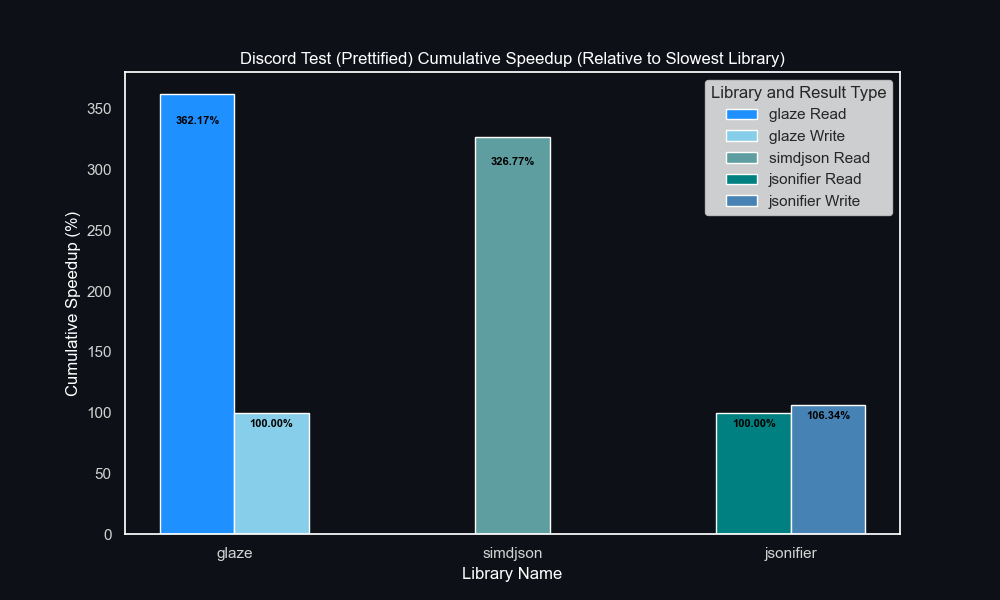 Discord Test (Prettified) Cumulative Speedup (Relative to Slowest Library)
Library and Result Type
glaze Read
glaze Write
simdjson Read
jsonifier Read
jsonifier Write
Cumulative Speedup (%)
350
300
250
200
150
100
50
0
362.17%
100.00%
326.77%
100.00%
106.34%
glaze
simdjson
jsonifier
Library Name